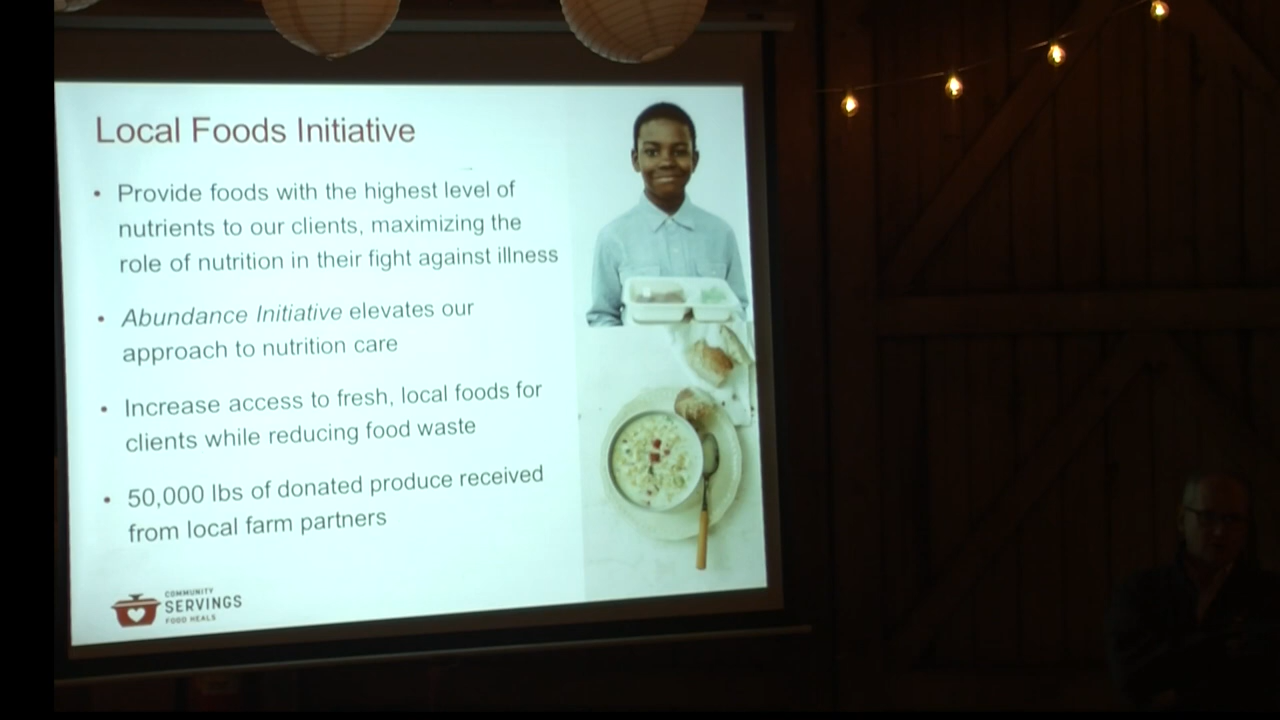 Local Foods Initiative
• Provide foods with the highest level of
nutrients to our clients, maximizing the
role of nutrition in their fight against illness
• Abundance Initiative elevates our
approach to nutrition care
• Increase access to fresh, local foods for
clients while reducing food waste
• 50,000 lbs of donated produce received
from local farm partners
COMMUNITY
SERVINGS
FOOD HEALS